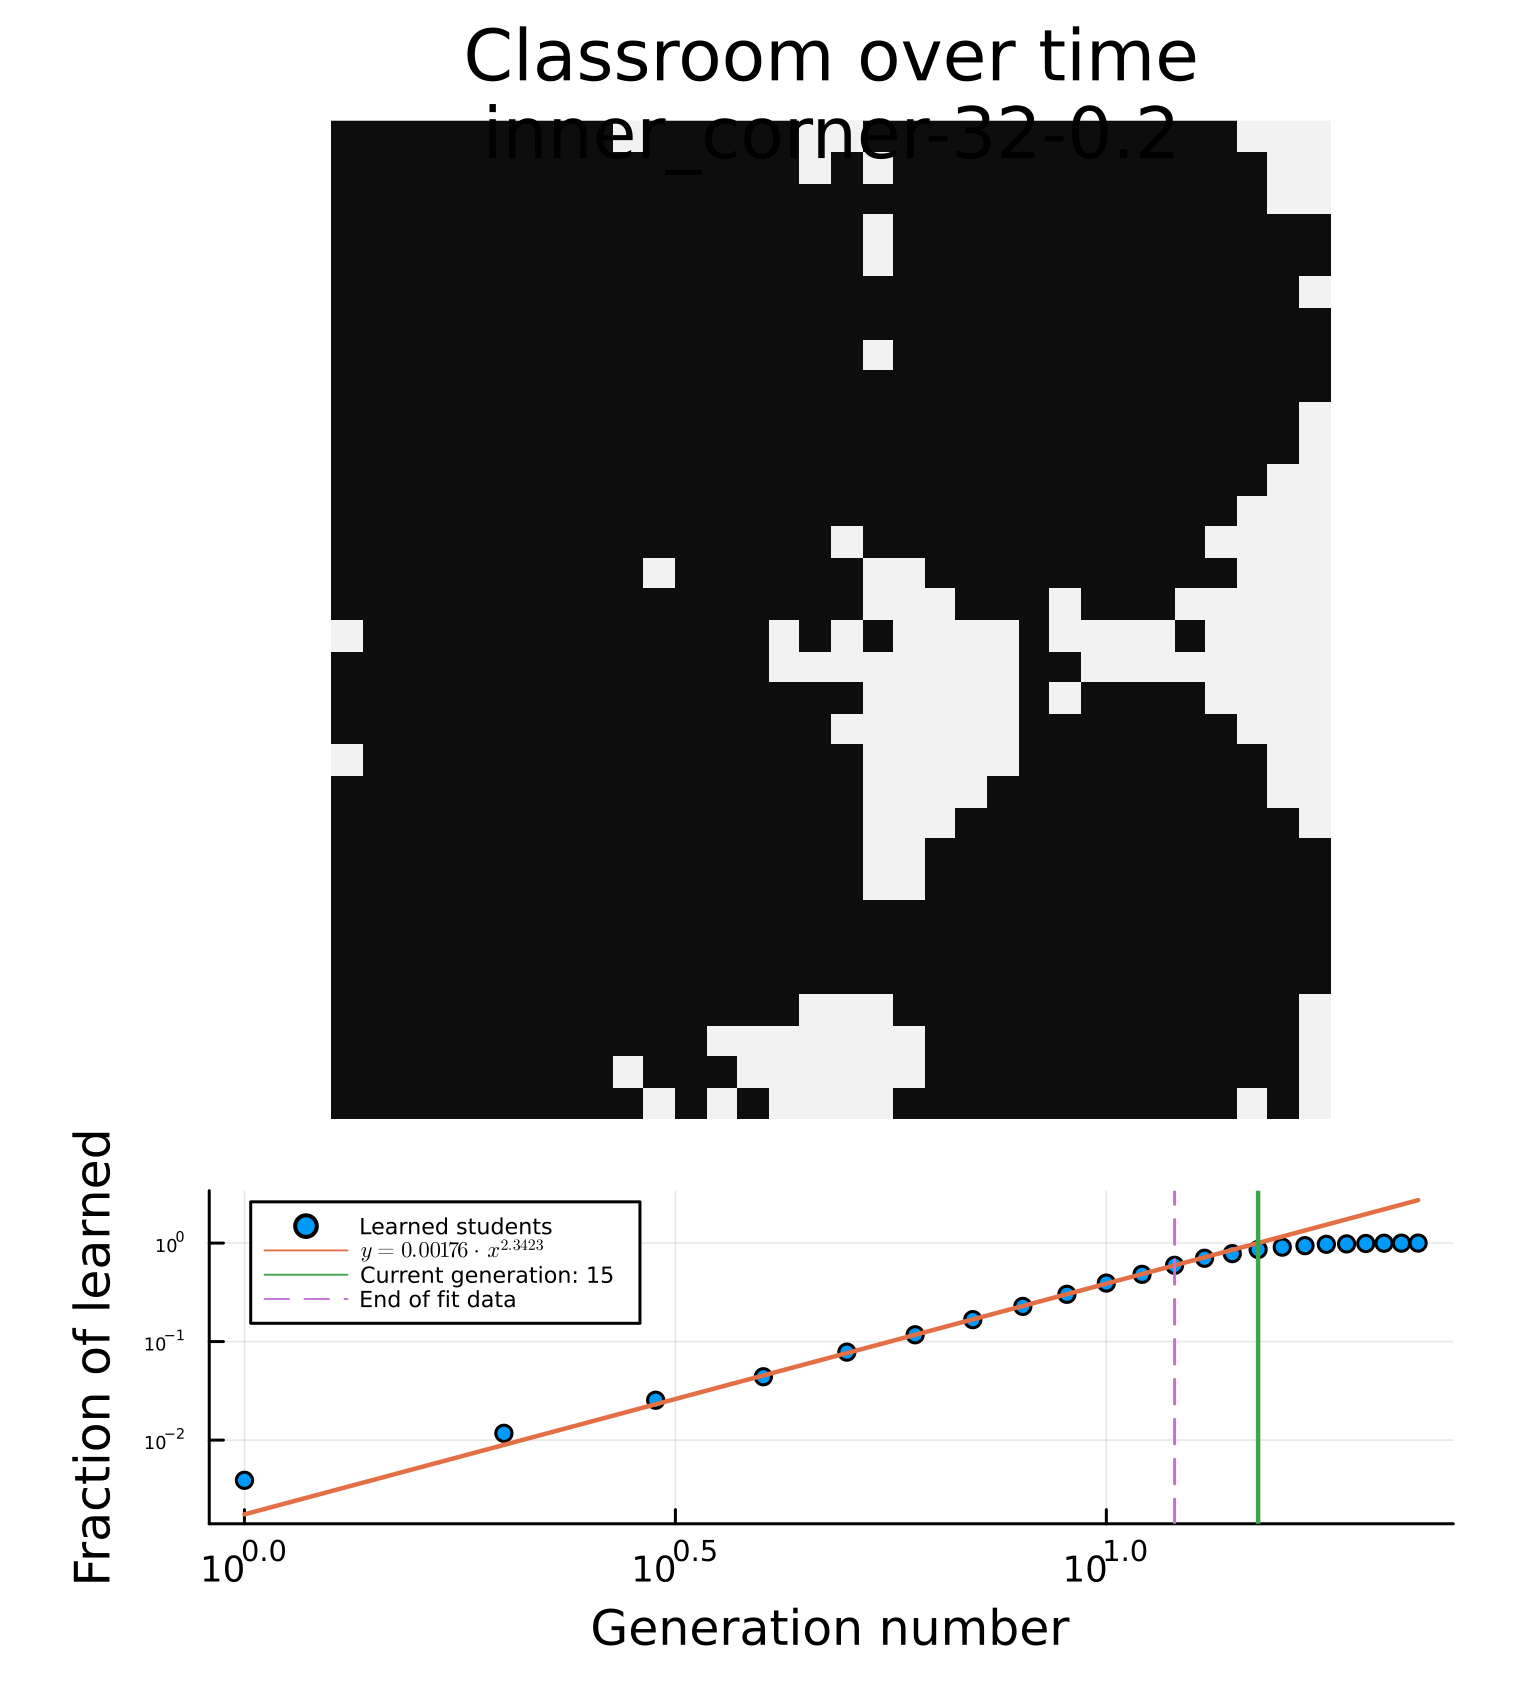 Classroom over time
inner_corner-32-0.2
Fraction of learned
10^0
10^−1
10^−2
Learned students
y = 0.00176 · x^2.3423
Current generation: 15
End of fit data
10^0.0
10^0.5
10^1.0
Generation number